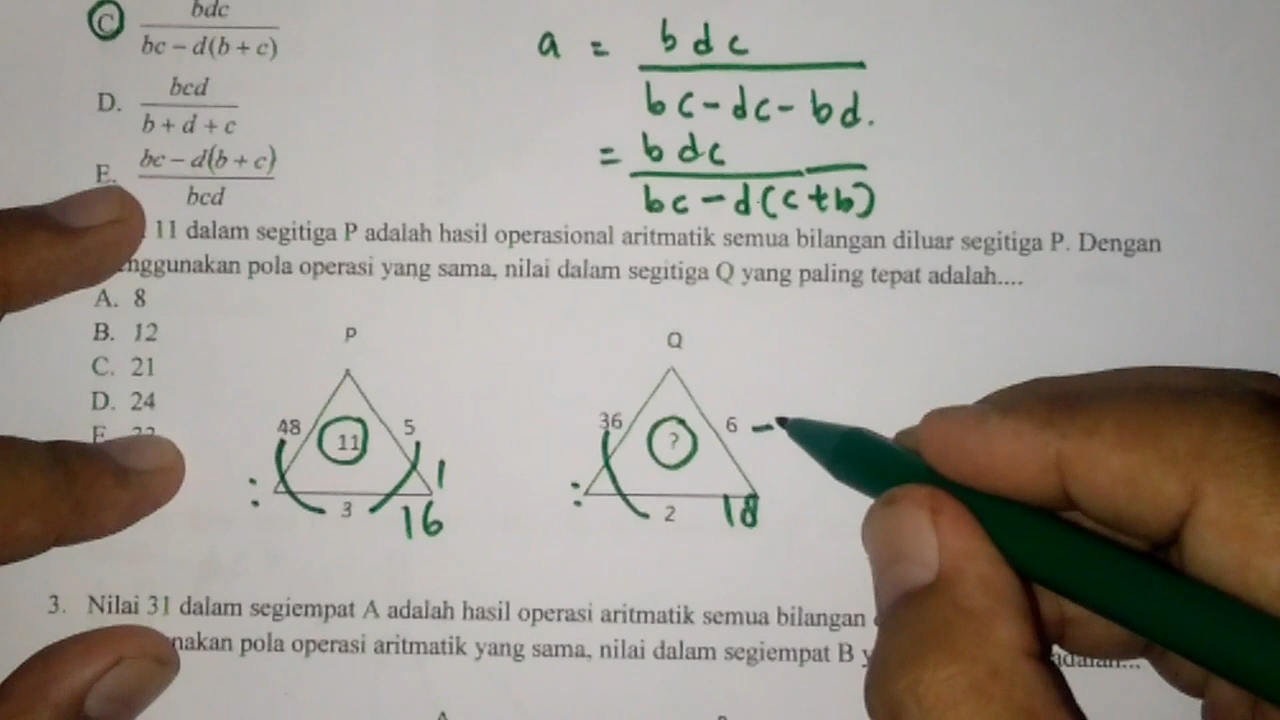 C
bdc
bc – d(b + c)
a = bdc
bc – dc – bd.
= bdc
bc – d(c + b)
D. bcd
b + d + c
E. bc – d(b + c)
bcd
11 dalam segitiga P adalah hasil operasional aritmatik semua bilangan diluar segitiga P. Dengan
pola operasi yang sama, nilai dalam segitiga Q yang paling tepat adalah....
A. 8
B. 12
C. 21
D. 24
P
48 11 5
: 3 1
16
Q
36 ? 6 –
: 2 18
3. Nilai 31 dalam segiempat A adalah hasil operasi aritmatik semua bilangan
pola operasi aritmatik yang sama, nilai dalam segiempat B